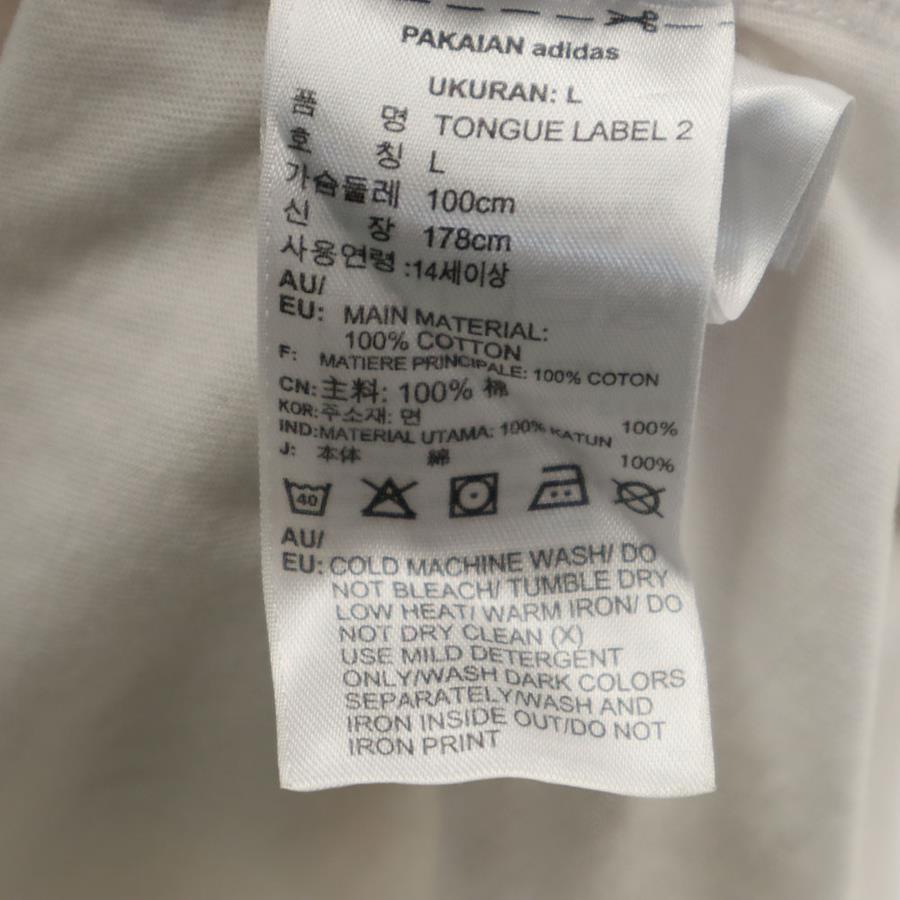 PAKAIAN adidas
UKURAN: L
품 명 TONGUE LABEL 2
호 칭 L
가슴둘레 100cm
신 장 178cm
사용연령 :14세이상
AU/
EU: MAIN MATERIAL:
100% COTTON
F: MATIERE PRINCIPALE: 100% COTON
CN:主料: 100% 棉
KOR:주소재: 면 100%
IND:MATERIAL UTAMA: 100% KATUN
J: 本体 綿 100%
40
AU/
EU: COLD MACHINE WASH/ DO
NOT BLEACH/ TUMBLE DRY
LOW HEAT/ WARM IRON/ DO
NOT DRY CLEAN (X)
USE MILD DETERGENT
ONLY/WASH DARK COLORS
SEPARATELY/WASH AND
IRON INSIDE OUT/DO NOT
IRON PRINT